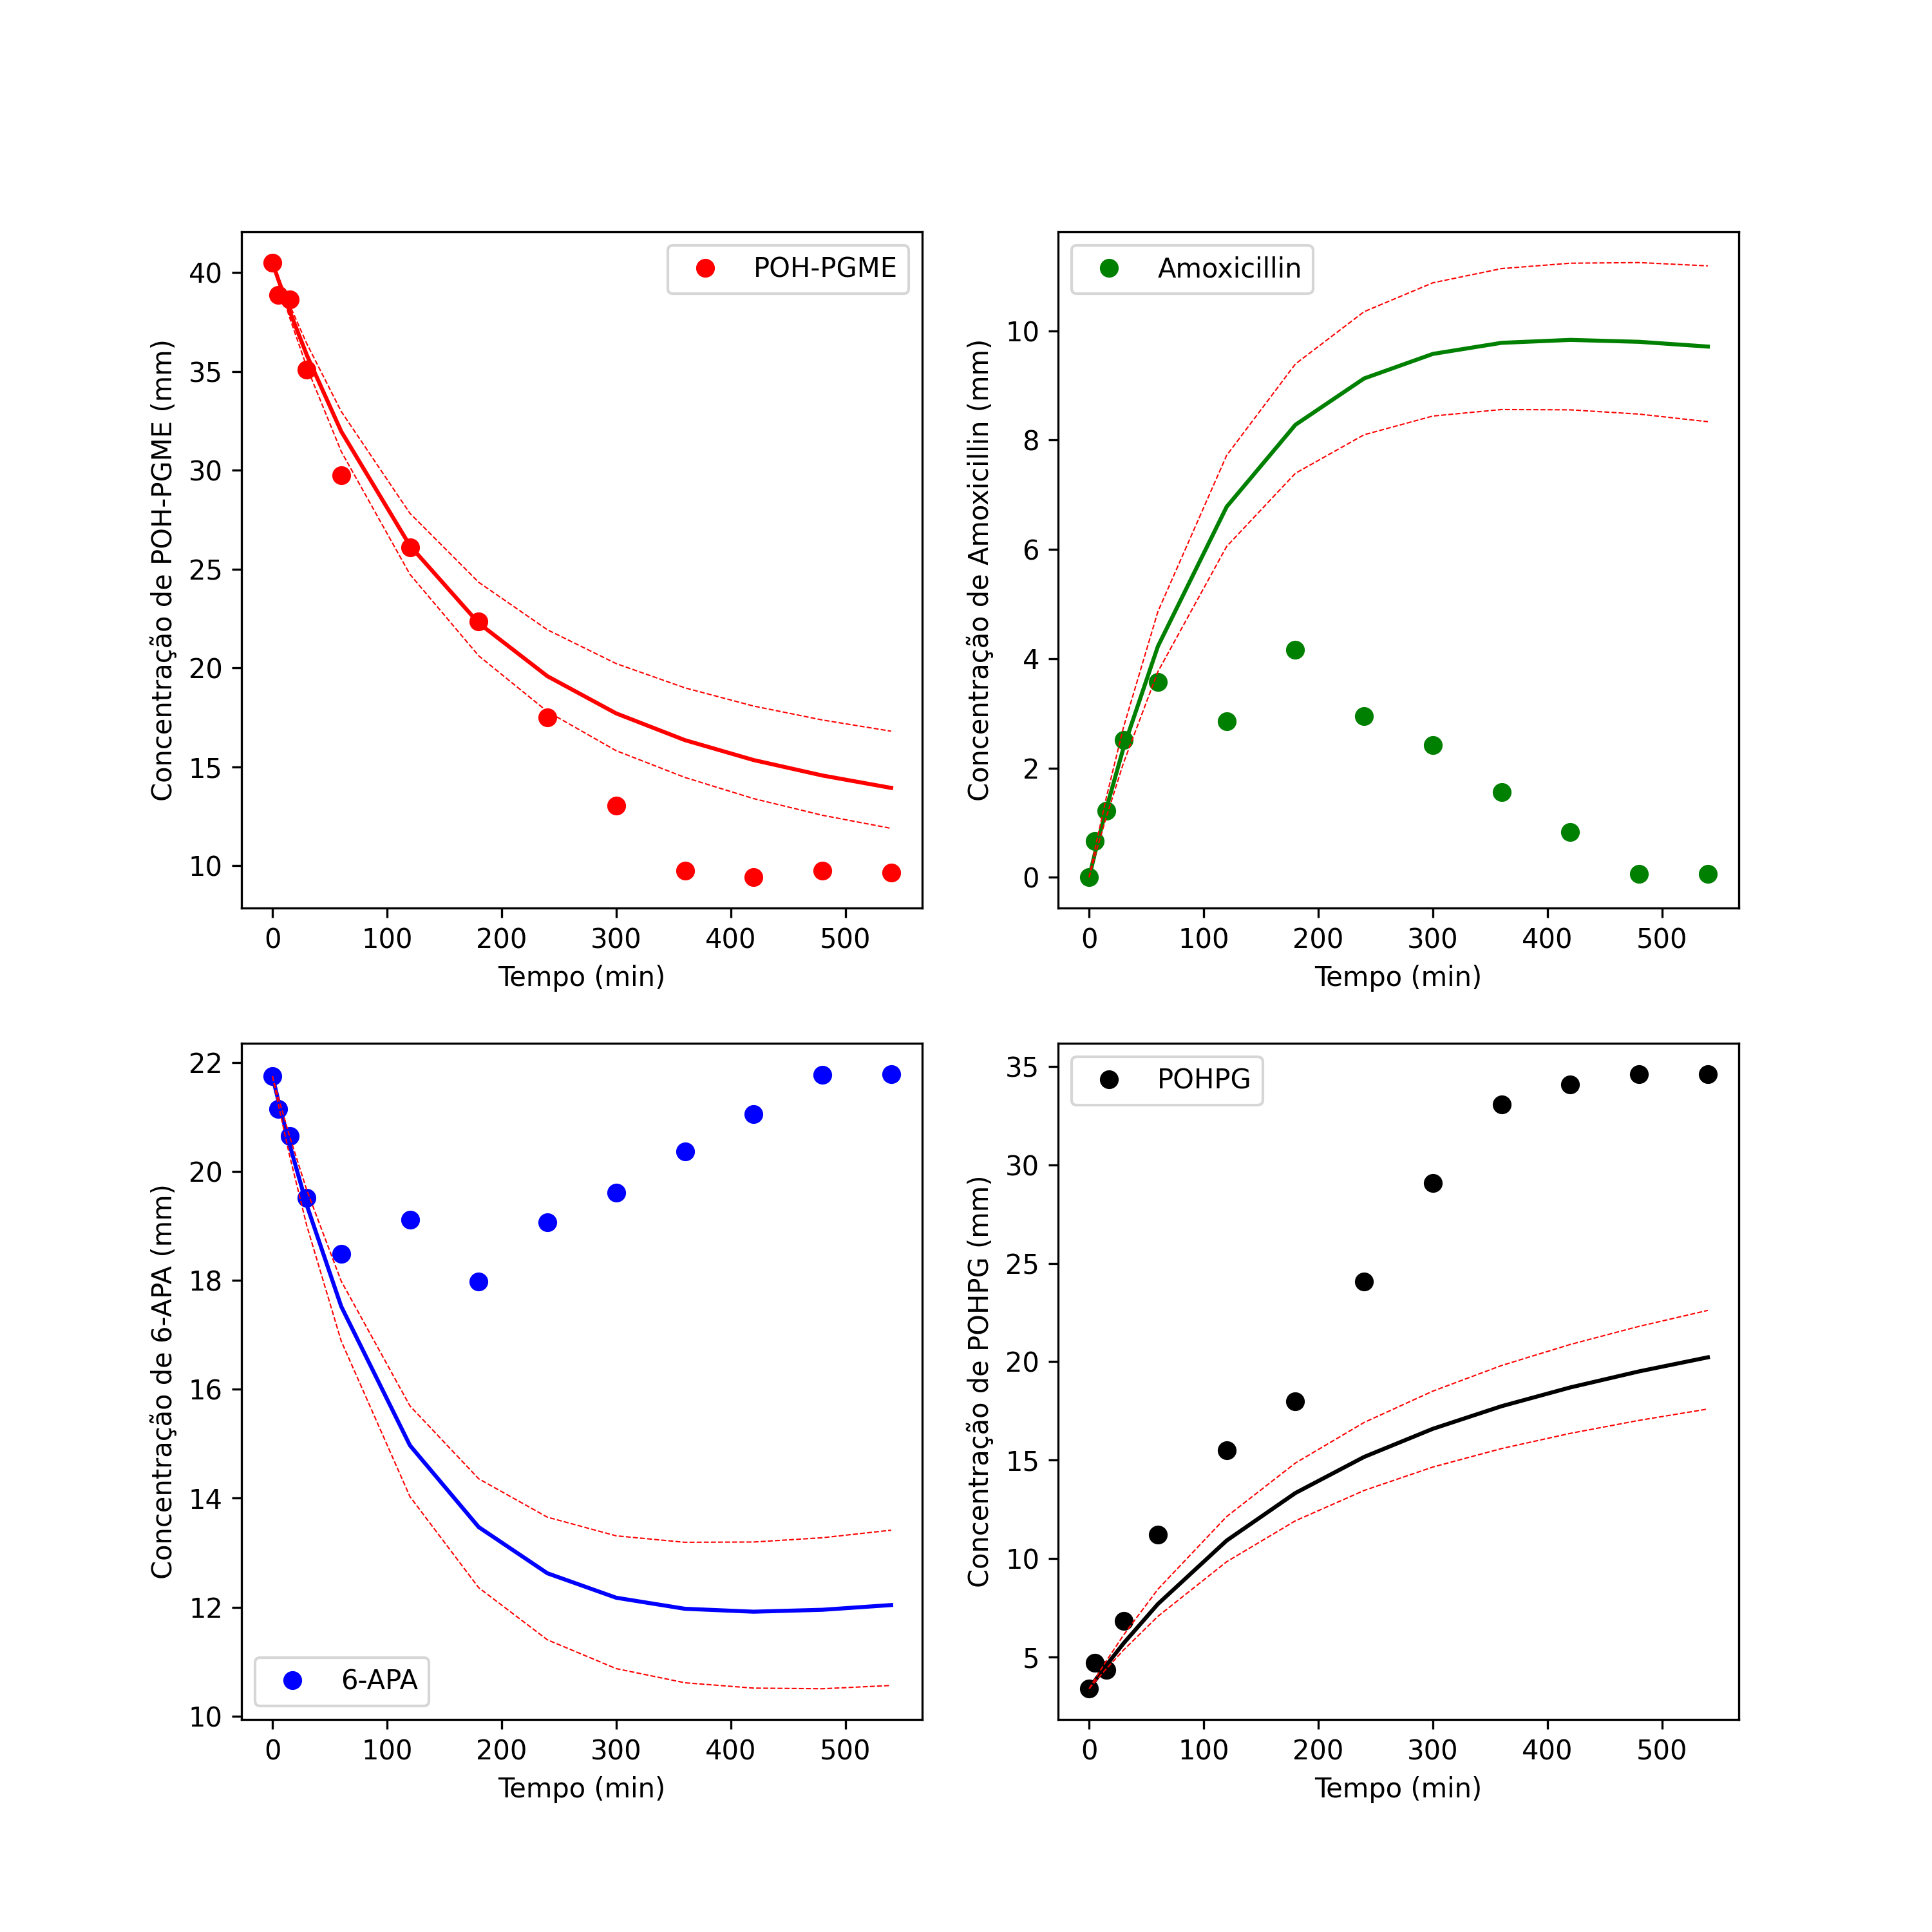 POH-PGME
Concentração de POH-PGME (mm)
40
35
30
25
20
15
10
0 100 200 300 400 500
Tempo (min)
Amoxicillin
Concentração de Amoxicillin (mm)
10
8
6
4
2
0
0 100 200 300 400 500
Tempo (min)
6-APA
Concentração de 6-APA (mm)
22
20
18
16
14
12
10
0 100 200 300 400 500
Tempo (min)
POHPG
Concentração de POHPG (mm)
35
30
25
20
15
10
5
0 100 200 300 400 500
Tempo (min)